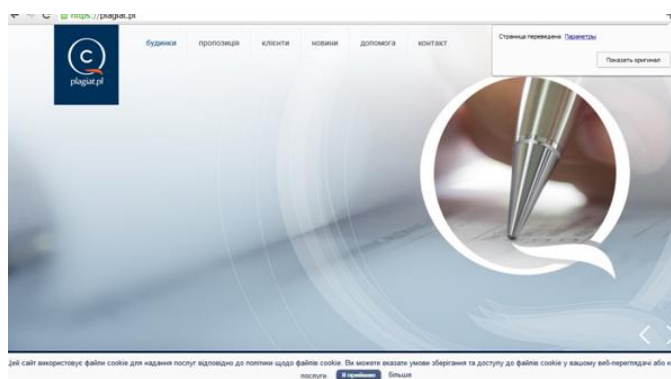 https://plagiat.pl
будинки пропозиція клієнти новини допомога контакт
Страница переведена Параметры
Показать оригинал
plagiat.pl
Цей сайт використовує файли cookie для надання послуг відповідно до політики щодо файлів cookie. Ви можете вказати умови зберігання та доступу до файлів cookie у вашому веб-переглядачі або
послуги. Я приймаю більше